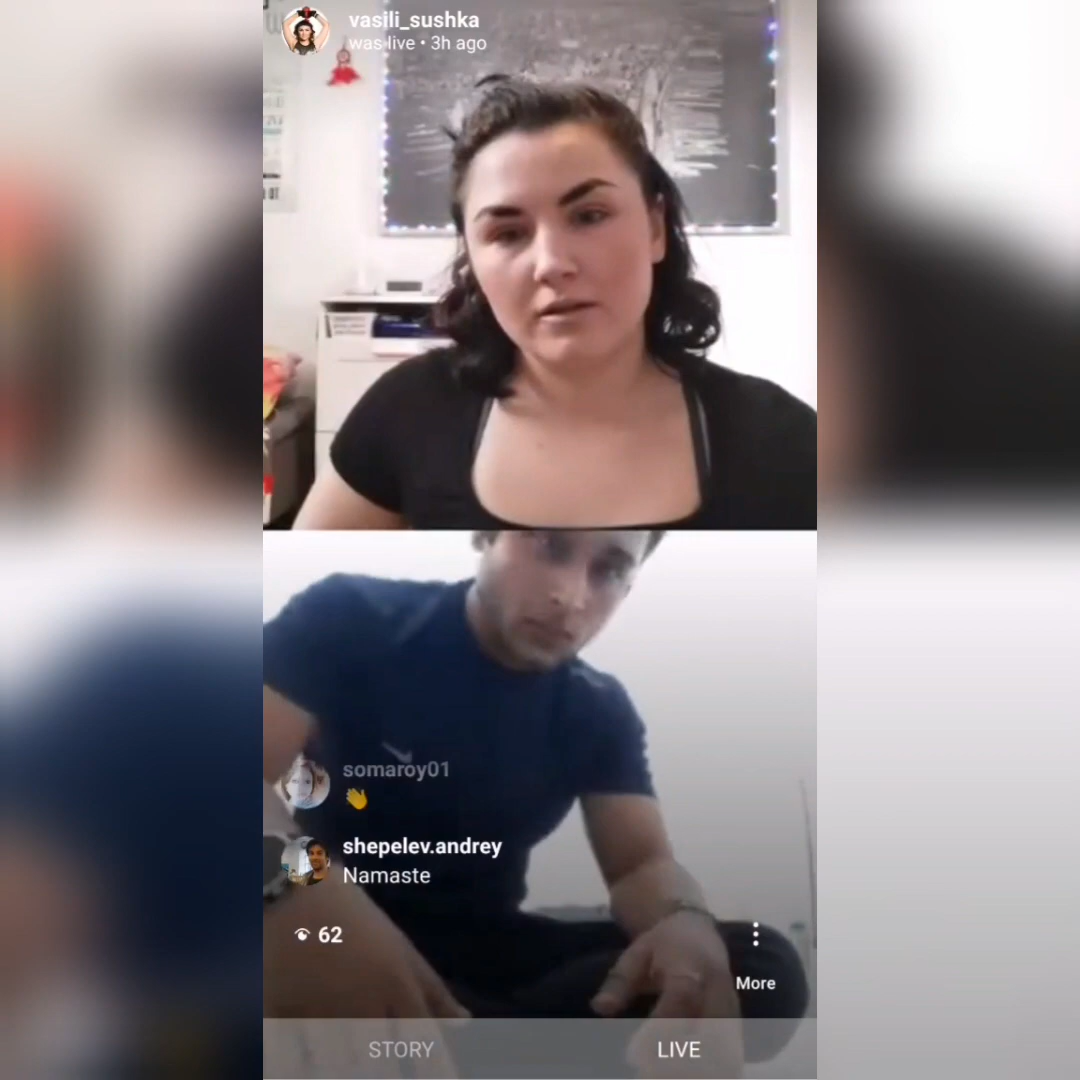 vasili_sushka
was live • 3h ago
somaroy01
👋
shepelev.andrey
Namaste
62
More
STORY
LIVE